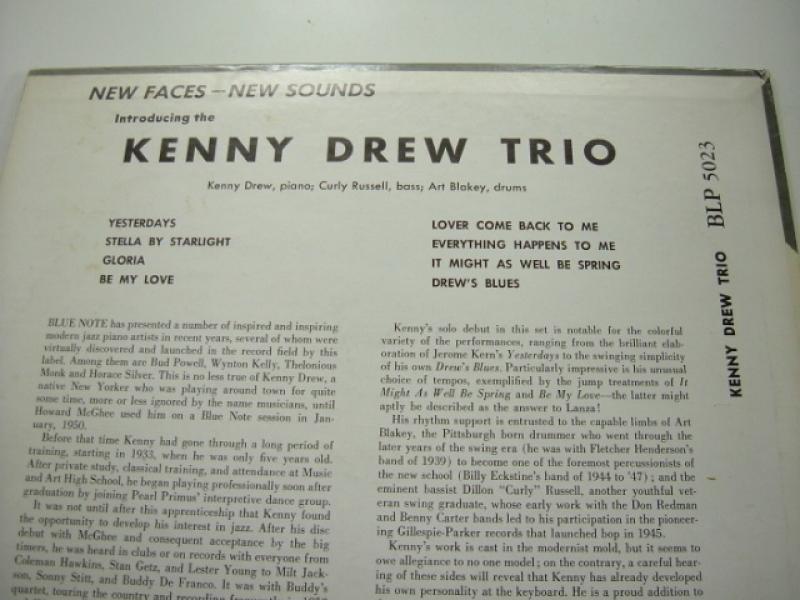 NEW FACES — NEW SOUNDS
Introducing the
KENNY DREW TRIO
Kenny Drew, piano; Curly Russell, bass; Art Blakey, drums
YESTERDAYS
STELLA BY STARLIGHT
GLORIA
BE MY LOVE
LOVER COME BACK TO ME
EVERYTHING HAPPENS TO ME
IT MIGHT AS WELL BE SPRING
DREW'S BLUES
BLUE NOTE has presented a number of inspired and inspiring
modern jazz piano artists in recent years, several of whom were
virtually discovered and launched in the record field by this
label. Among them are Bud Powell, Wynton Kelly, Thelonious
Monk and Horace Silver. This is no less true of Kenny Drew, a
native New Yorker who was playing around town for quite
some time, more or less ignored by the name musicians, until
Howard McGhee used him on a Blue Note session in Jan-
uary, 1950.
Before that time Kenny had gone through a long period of
training, starting in 1933, when he was only five years old.
After private study, classical training, and attendance at Music
and Art High School, he began playing professionally soon after
graduation by joining Pearl Primus' interpretive dance group.
It was not until after this apprenticeship that Kenny found
the opportunity to develop his interest in jazz. After his disc
debut with McGhee and consequent acceptance by the big
timers, he was heard in clubs or on records with everyone from
Coleman Hawkins, Stan Getz, and Lester Young to Milt Jack-
son, Sonny Stitt, and Buddy De Franco. It was with Buddy's
quartet, touring the country and recording
Kenny's solo debut in this set is notable for the colorful
variety of the performances, ranging from the brilliant elab-
oration of Jerome Kern's Yesterdays to the swinging simplicity
of his own Drew's Blues. Particularly impressive is his unusual
choice of tempos, exemplified by the jump treatments of It
Might As Well Be Spring and Be My Love—the latter might
aptly be described as the answer to Lanza!
His rhythm support is entrusted to the capable limbs of Art
Blakey, the Pittsburgh born drummer who went through the
later years of the swing era (he was with Fletcher Henderson's
band of 1939) to become one of the foremost percussionists of
the new school (Billy Eckstine's band of 1944 to '47) ; and the
eminent bassist Dillon "Curly" Russell, another youthful vet-
eran swing graduate, whose early work with the Don Redman
and Benny Carter bands led to his participation in the pioneer-
ing Gillespie-Parker records that launched bop in 1945.
Kenny's work is cast in the modernist mold, but it seems to
owe allegiance to no one model ; on the contrary, a careful hear-
ing of these sides will reveal that Kenny has already developed
his own personality at the keyboard. He is a proud addition to
KENNY DREW TRIO BLP 5023